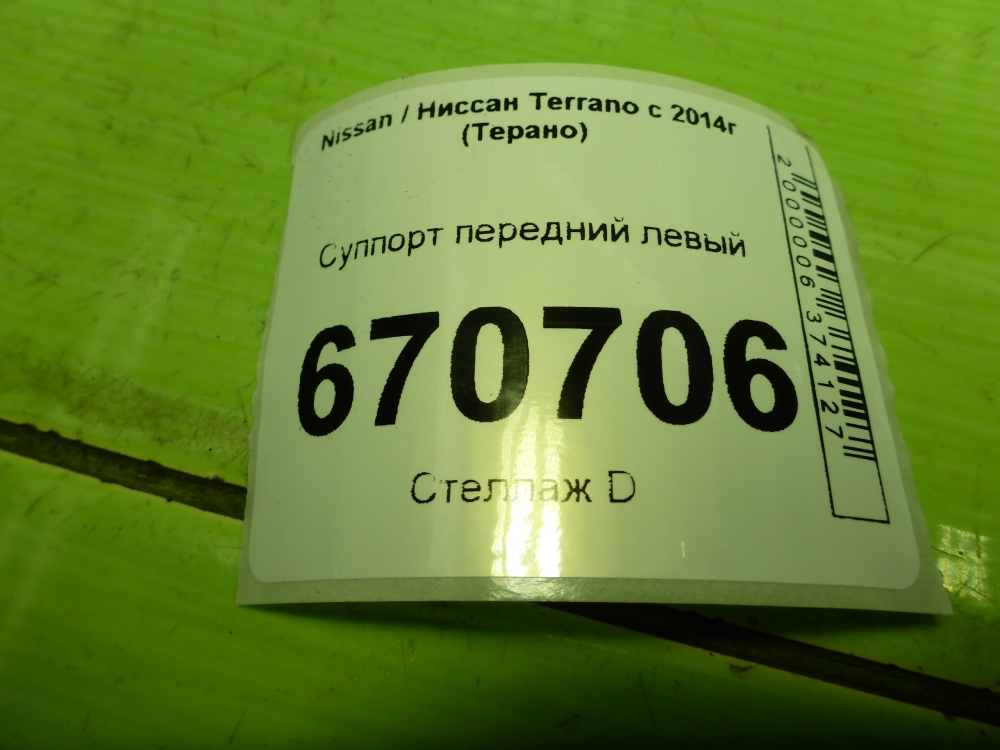 Nissan / Ниссан Terrano с 2014г
(Терано)
Суппорт передний левый
670706
Стеллаж D
2000006374127